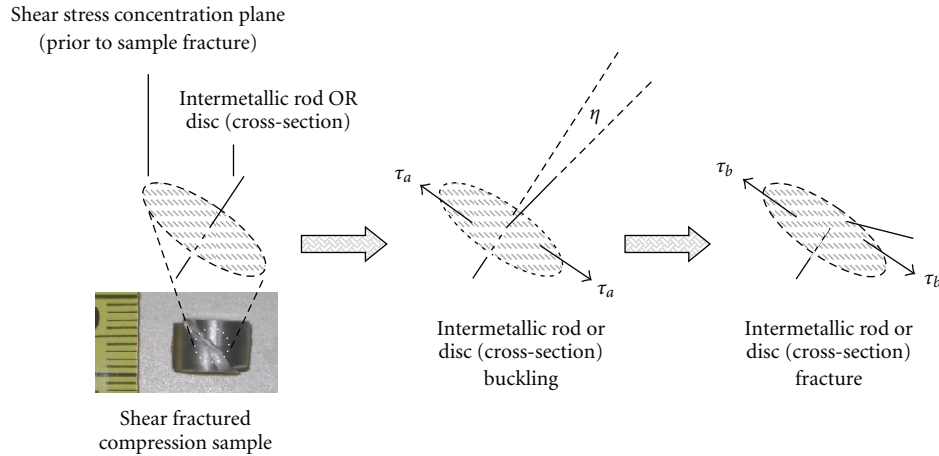 Shear stress concentration plane
(prior to sample fracture)
Intermetallic rod OR
disc (cross-section)
η
τa
τa
τb
τb
Intermetallic rod or
disc (cross-section)
buckling
Intermetallic rod or
disc (cross-section)
fracture
Shear fractured
compression sample